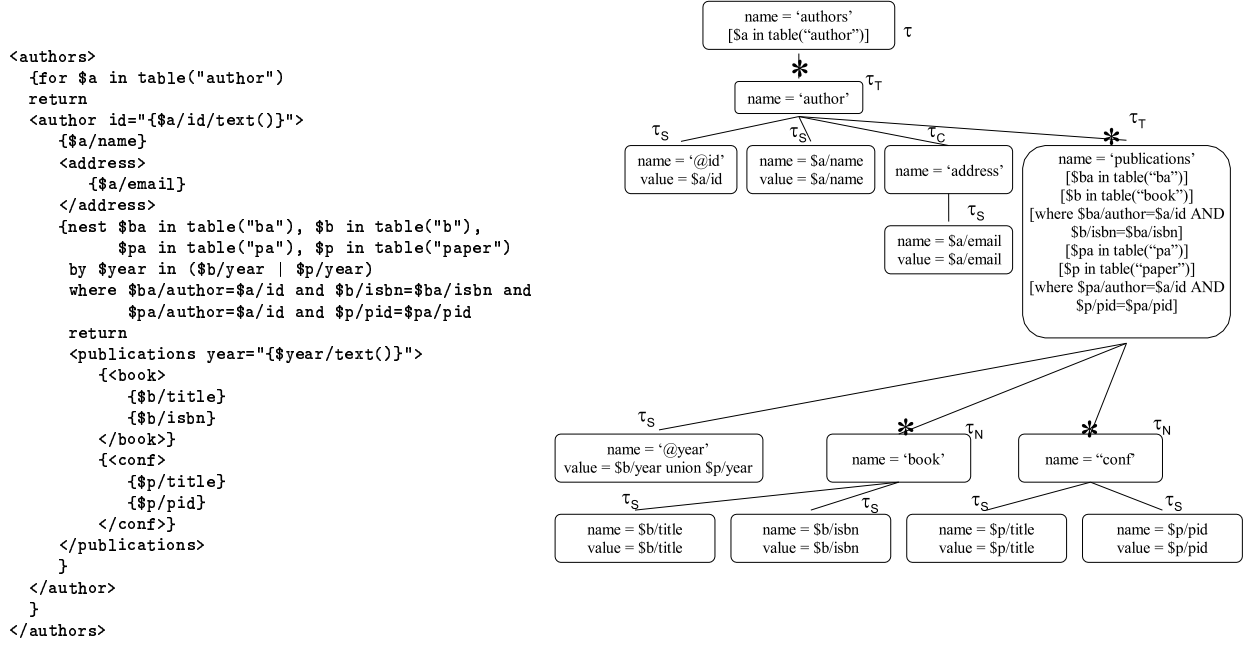 <authors>
{for $a in table("author")
return
<author id="{$a/id/text()}">
{$a/name}
<address>
{$a/email}
</address>
{nest $ba in table("ba"), $b in table("b"),
$pa in table("pa"), $p in table("paper")
by $year in ($b/year | $p/year)
where $ba/author=$a/id and $b/isbn=$ba/isbn and
$pa/author=$a/id and $p/pid=$pa/pid
return
<publications year="{$year/text()}">
{<book>
{$b/title}
{$b/isbn}
</book>}
{<conf>
{$p/title}
{$p/pid}
</conf>}
</publications>
}
</author>
}
</authors>
name = ‘authors’
[$a in table(“author”)]
τ
*
τT
name = ‘author’
τS
τS
τC
*
τT
name = ‘@id’
value = $a/id
name = $a/name
value = $a/name
name = ‘address’
τS
name = $a/email
value = $a/email
name = ‘publications’
[$ba in table(“ba”)]
[$b in table(“book”)]
[where $ba/author=$a/id AND
$b/isbn=$ba/isbn]
[$pa in table(“pa”)]
[$p in table(“paper”)]
[where $pa/author=$a/id AND
$p/pid=$pa/pid]
τS
name = ‘@year’
value = $b/year union $p/year
*
τN
name = ‘book’
*
τN
name = “conf’
τS
τS
τS
τS
name = $b/title
value = $b/title
name = $b/isbn
value = $b/isbn
name = $p/title
value = $p/title
name = $p/pid
value = $p/pid